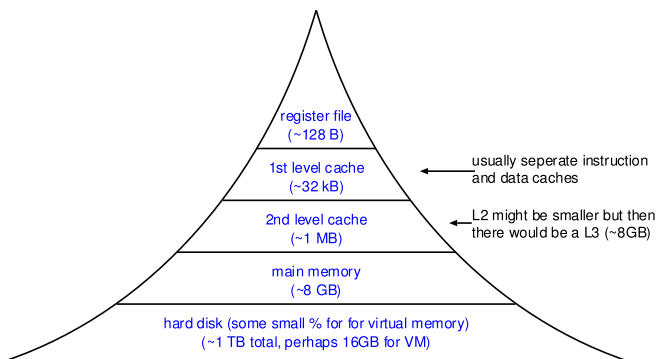 register file
(~128 B)
1st level cache
(~32 kB)
usually seperate instruction
and data caches
2nd level cache
(~1 MB)
L2 might be smaller but then
there would be a L3 (~8GB)
main memory
(~8 GB)
hard disk (some small % for for virtual memory)
(~1 TB total, perhaps 16GB for VM)